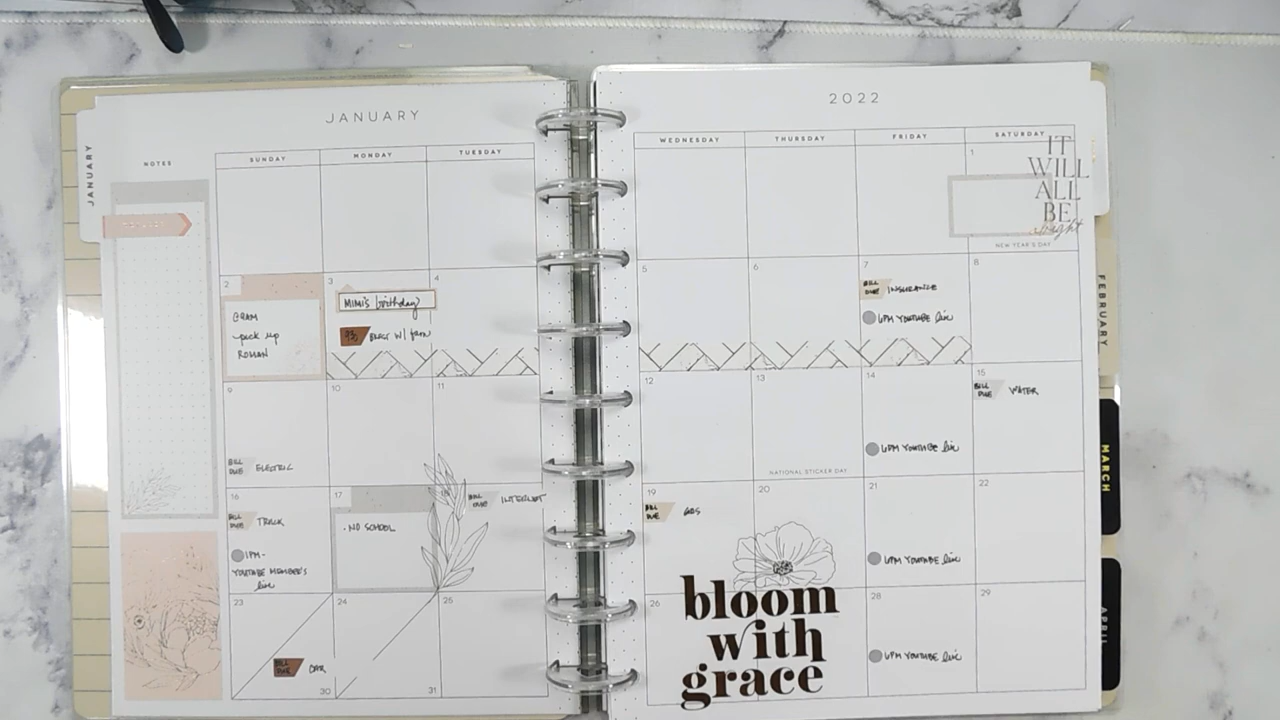 JANUARY
2022
JANUARY
NOTES
SUNDAY
MONDAY
TUESDAY
WEDNESDAY
THURSDAY
FRIDAY
SATURDAY
1
IT
WILL
ALL
BE
alright
NEW YEAR'S DAY
2
GRAM
pick up
ROMAN
3
MIMI's birthday
4
5
6
7
BILL
DUE
INSURANCE
6PM YOUTUBE live
8
9
BILL
DUE
ELECTRIC
10
11
12
13
NATIONAL STICKER DAY
14
6PM YOUTUBE live
15
BILL
DUE
WATER
16
BILL
DUE
TRUCK
1PM-
YOUTUBE MEMBER'S
live
17
- NO SCHOOL
18
BILL
DUE
INTERNET
19
BILL
DUE
GAS
20
21
6PM YOUTUBE live
22
23
30
BILL
DUE
CAR
24
31
25
26
bloom
with
grace
28
6PM YOUTUBE live
29
FEBRUARY
MARCH
APRIL